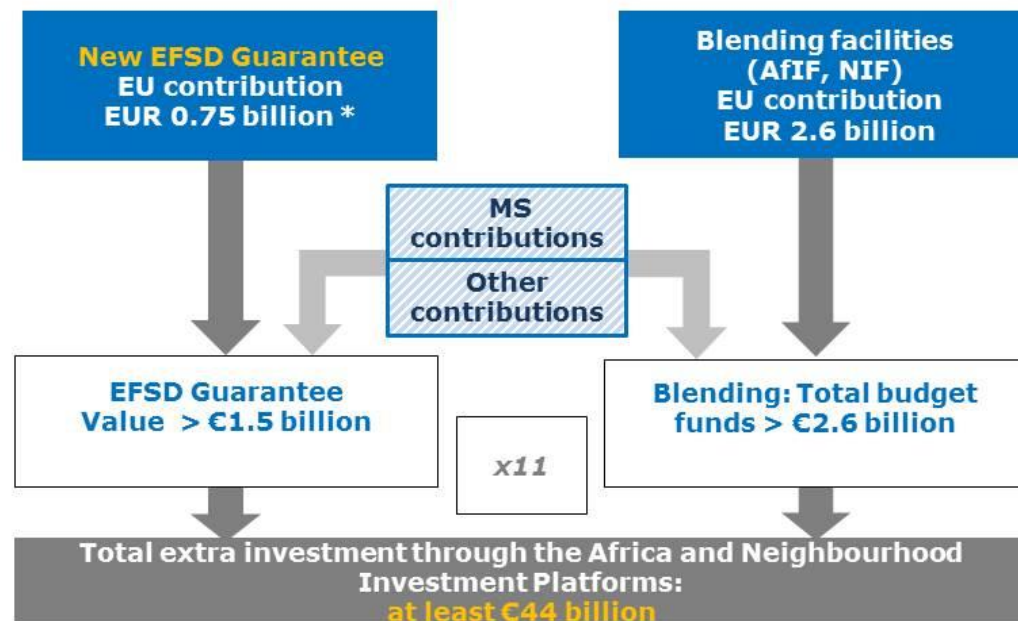 New EFSD Guarantee
EU contribution
EUR 0.75 billion *
Blending facilities
(AfIF, NIF)
EU contribution
EUR 2.6 billion
MS
contributions
Other
contributions
EFSD Guarantee
Value > €1.5 billion
x11
Blending: Total budget
funds > €2.6 billion
Total extra investment through the Africa and Neighbourhood
Investment Platforms:
at least €44 billion